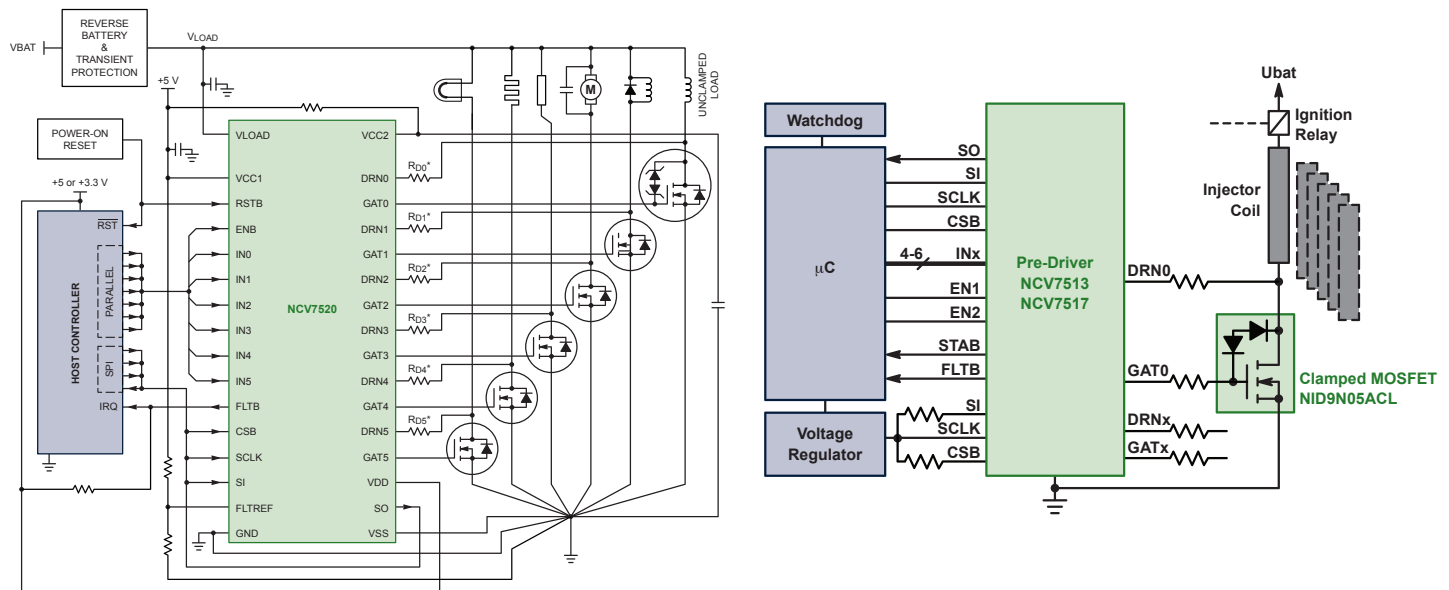 REVERSE
BATTERY
&
TRANSIENT
PROTECTION
VBAT
VLOAD
+5 V
POWER-ON
RESET
+5 or +3.3 V
HOST CONTROLLER
RST
PARALLEL
SPI
IRQ
NCV7520
VLOAD
VCC1
RSTB
ENB
IN0
IN1
IN2
IN3
IN4
IN5
FLTB
CSB
SCLK
SI
FLTREF
GND
VCC2
DRN0
GAT0
DRN1
GAT1
DRN2
GAT2
DRN3
GAT3
DRN4
GAT4
DRN5
GAT5
VDD
SO
VSS
RD0*
RD1*
RD2*
RD3*
RD4*
RD5*
M
UNCLAMPED
LOAD
Watchdog
µC
Voltage
Regulator
SO
SI
SCLK
CSB
4-6 INx
EN1
EN2
STAB
FLTB
SI
SCLK
CSB
Pre-Driver
NCV7513
NCV7517
DRN0
GAT0
DRNx
GATx
Ubat
Ignition
Relay
Injector
Coil
Clamped MOSFET
NID9N05ACL